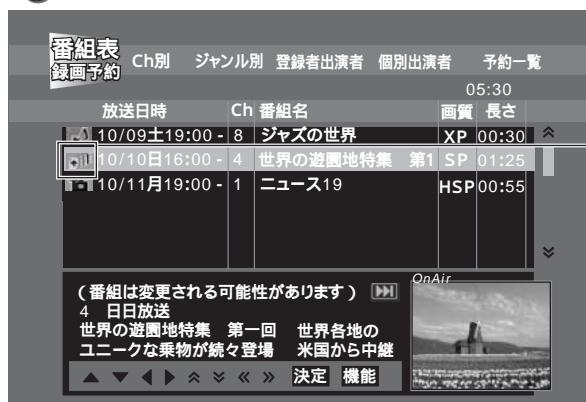 番組表
録画予約
Ch別 ジャンル別 登録者出演者 個別出演者 予約一覧
05:30
放送日時 Ch 番組名 画質 長さ
10/09土19:00 - 8 ジャズの世界 XP 00:30
10/10日16:00 - 4 世界の遊園地特集 第1 SP 01:25
10/11月19:00 - 1 ニュース19 HSP 00:55
(番組は変更される可能性があります)
OnAir
4 日日放送
世界の遊園地特集 第一回 世界各地の
ユニークな乗物が続々登場 米国から中継
決定 機能